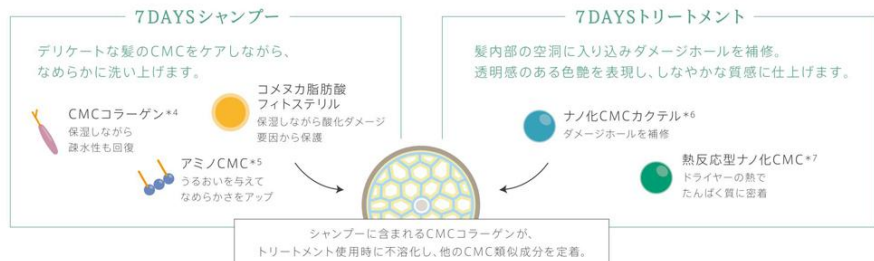 7DAYSシャンプー
デリケートな髪のCMCをケアしながら、
なめらかに洗い上げます。
CMCコラーゲン*4
保湿しながら
疎水性も回復
コメヌカ脂肪酸
フィトステリル
保湿しながら酸化ダメージ
要因から保護
アミノCMC*5
うるおいを与えて
なめらかさをアップ
7DAYSトリートメント
髪内部の空洞に入り込みダメージホールを補修。
透明感のある色艶を表現し、しなやかな質感に仕上げます。
ナノ化CMCカクテル*6
ダメージホールを補修
熱反応型ナノ化CMC*7
ドライヤーの熱で
たんぱく質に密着
シャンプーに含まれるCMCコラーゲンが、
トリートメント使用時に不溶化し、他のCMC類似成分を定着。